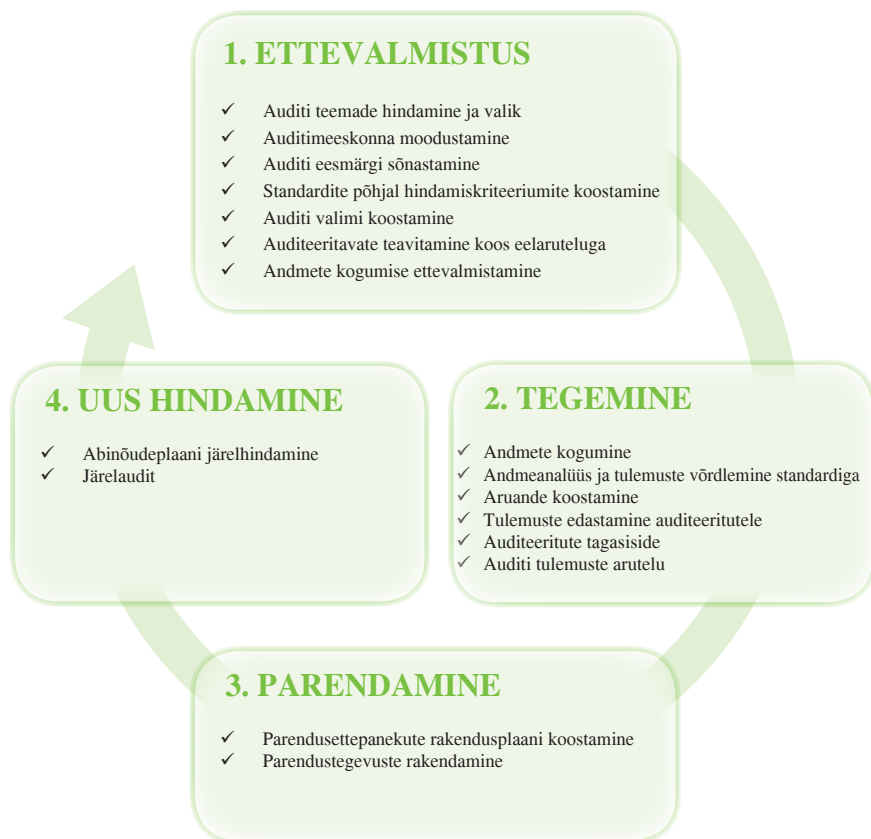 1. ETTEVALMISTUS
✓ Auditi teemade hindamine ja valik
✓ Auditimeeskonna moodustamine
✓ Auditi eesmärgi sõnastamine
✓ Standardite põhjal hindamiskriteeriumite koostamine
✓ Auditi valimi koostamine
✓ Auditeeritavate teavitamine koos eelaruteluga
✓ Andmete kogumise ettevalmistamine
2. TEGEMINE
✓ Andmete kogumine
✓ Andmeanalüüs ja tulemuste võrdlemine standardiga
✓ Aruande koostamine
✓ Tulemuste edastamine auditeeritutele
✓ Auditeeritute tagasiside
✓ Auditi tulemuste arutelu
3. PARENDAMINE
✓ Parendusettepanekute rakendusplaani koostamine
✓ Parendustegevuste rakendamine
4. UUS HINDAMINE
✓ Abinõudeplaani järelhindamine
✓ Järelaudit